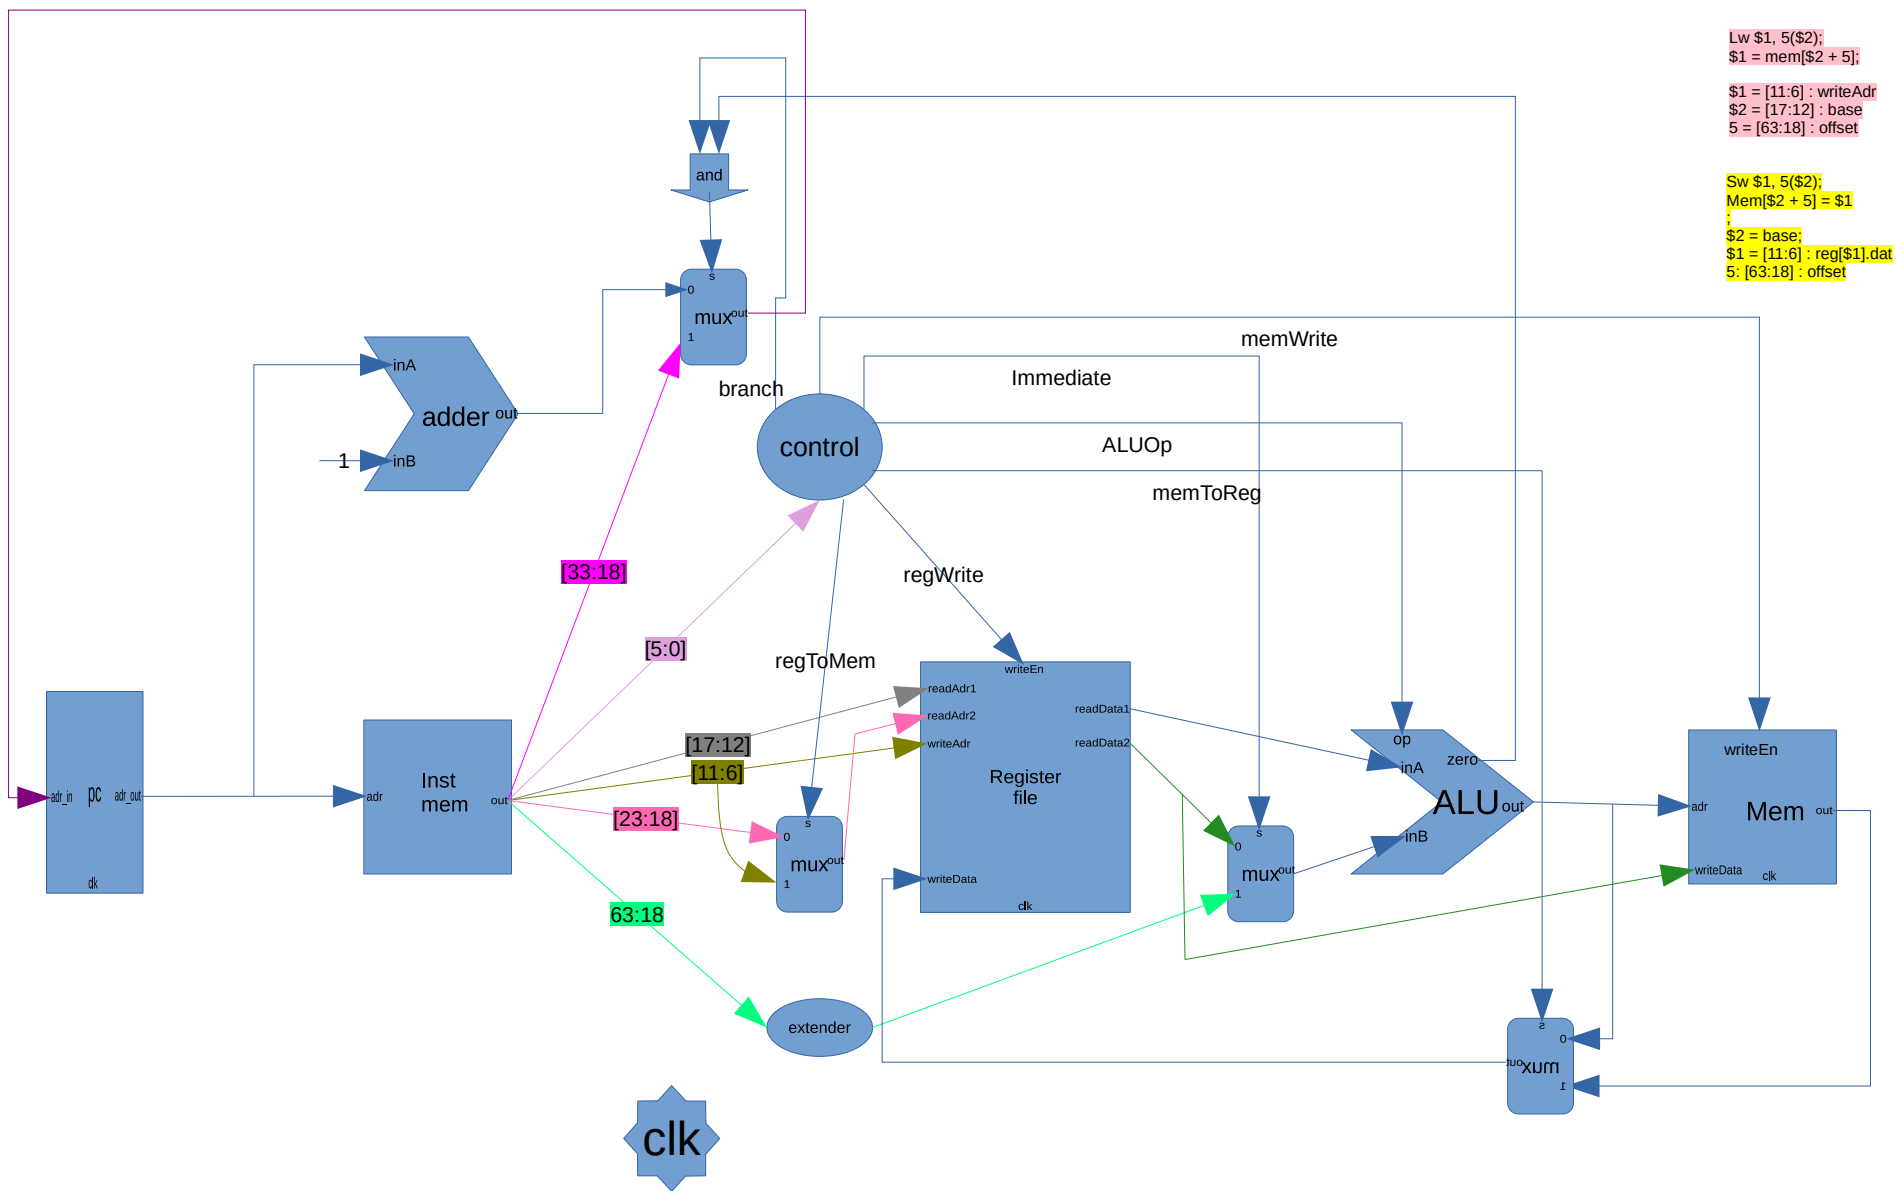 Lw $1, 5($2);
$1 = mem[$2 + 5];
$1 = [11:6] : writeAdr
$2 = [17:12] : base
5 = [63:18] : offset
Sw $1, 5($2);
Mem[$2 + 5] = $1
;
$2 = base;
$1 = [11:6] : reg[$1].dat
5: [63:18] : offset
and
s
0
mux
out
1
memWrite
inA
adder
out
1
inB
branch
Immediate
control
ALUOp
memToReg
[33:18]
regWrite
[5:0]
regToMem
writeEn
readAdr1
readAdr2
writeAdr
readData1
readData2
Register
file
writeData
clk
[17:12]
[11:6]
[23:18]
63:18
adr_in
pc
adr_out
clk
adr
Inst
mem
out
s
0
mux
out
1
s
0
mux
out
1
op
zero
inA
ALU
out
inB
writeEn
adr
Mem
out
writeData
clk
extender
s
0
mux
out
1
clk